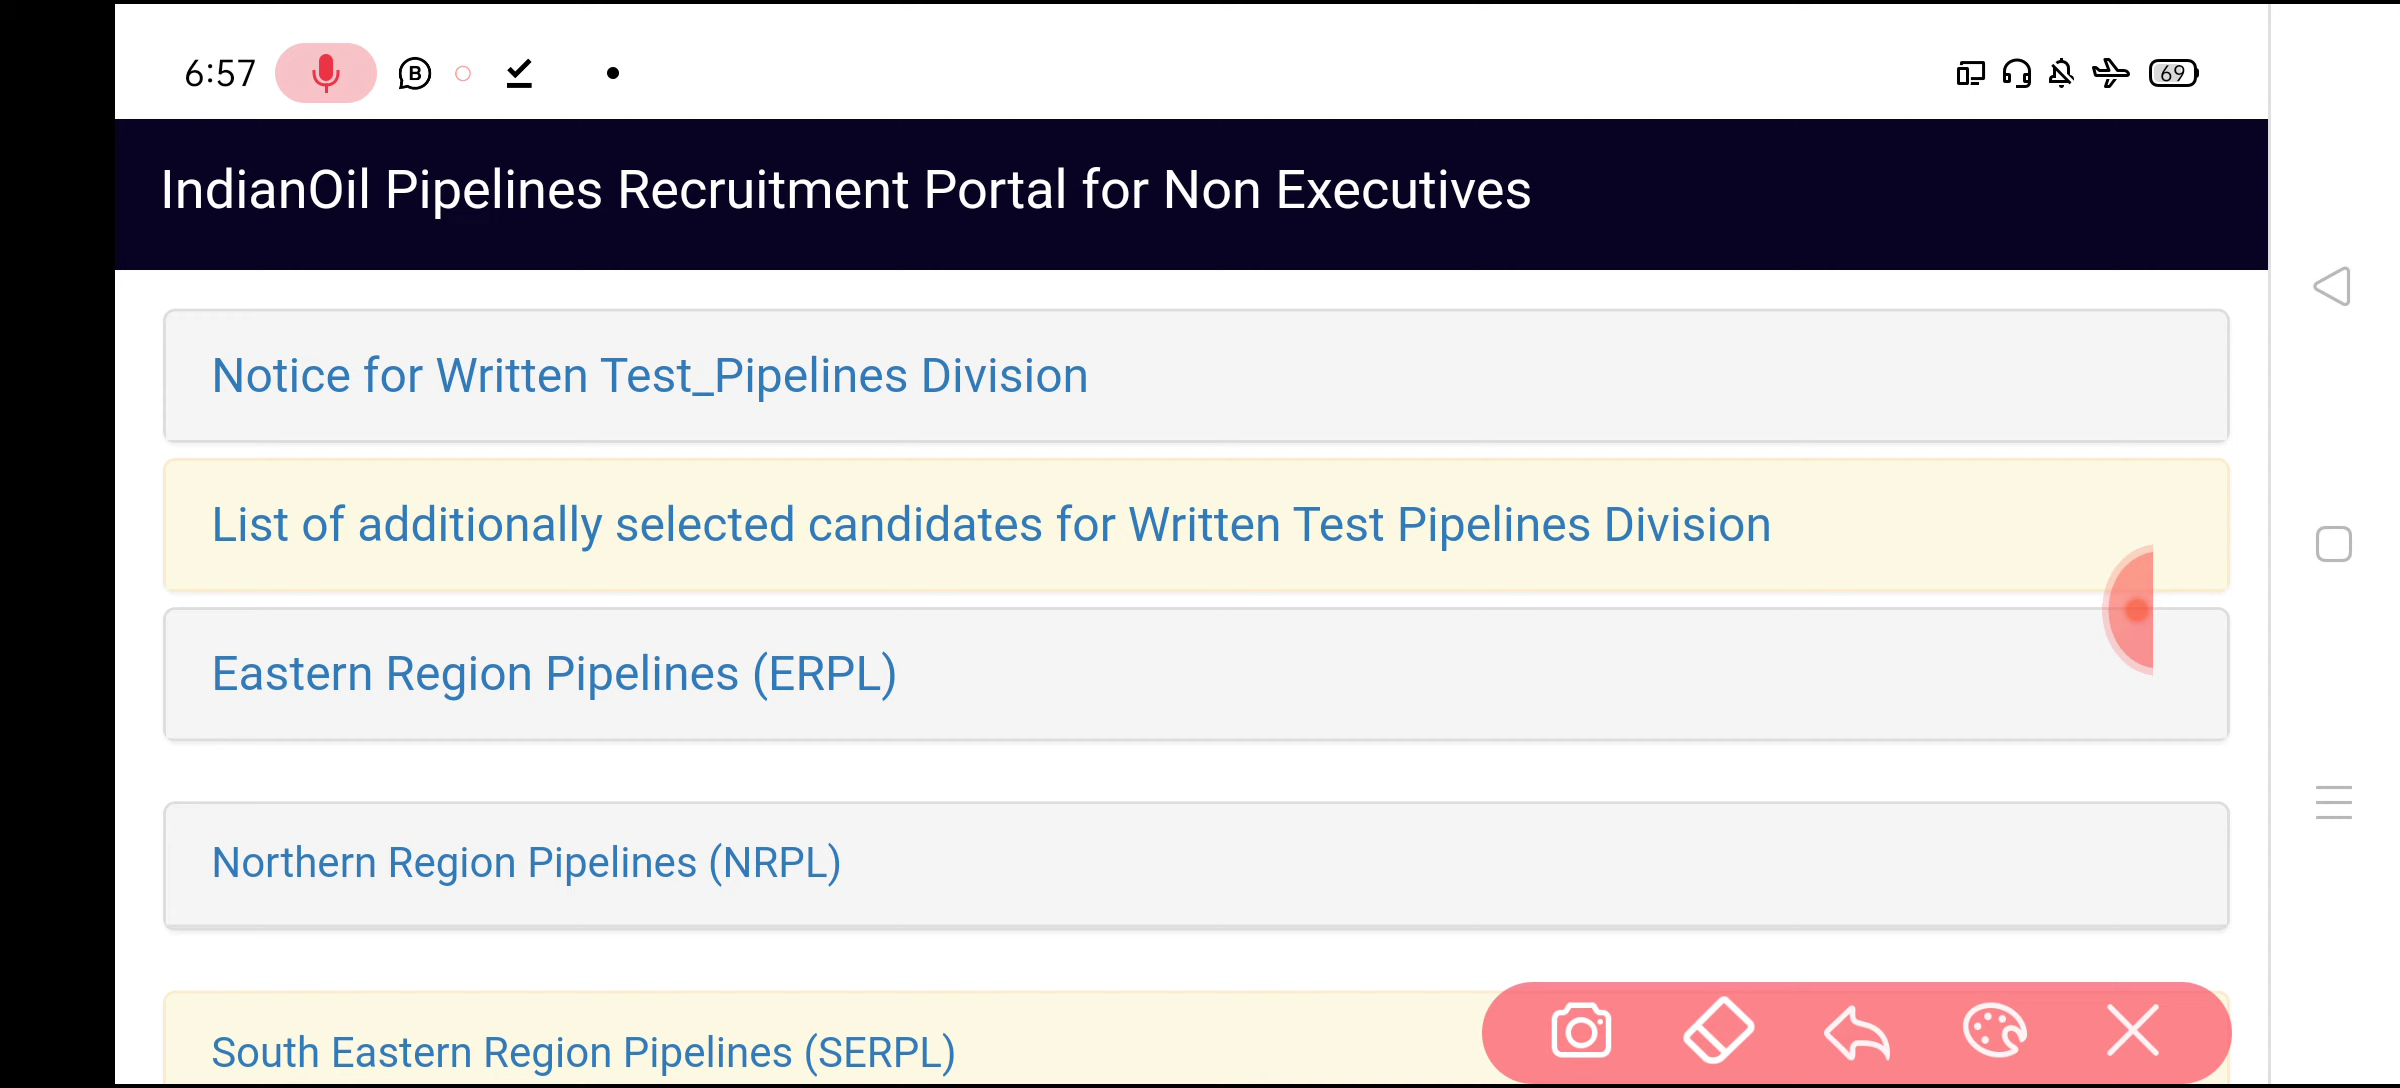 6:57
B
69
IndianOil Pipelines Recruitment Portal for Non Executives
Notice for Written Test_Pipelines Division
List of additionally selected candidates for Written Test Pipelines Division
Eastern Region Pipelines (ERPL)
Northern Region Pipelines (NRPL)
South Eastern Region Pipelines (SERPL)